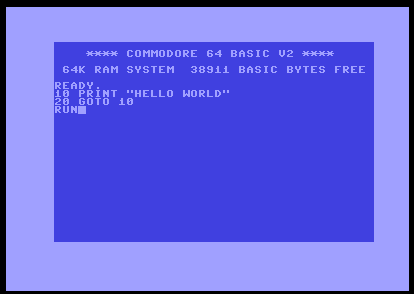 **** COMMODORE 64 BASIC V2 ****
64K RAM SYSTEM  38911 BASIC BYTES FREE
READY.
10 PRINT "HELLO WORLD"
20 GOTO 10
RUN